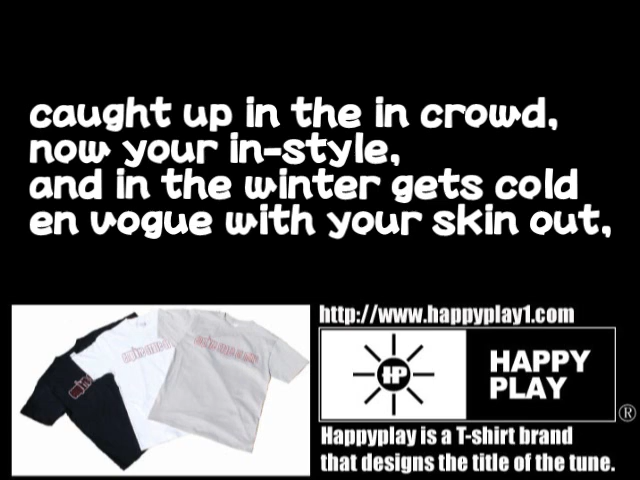 caught up in the in crowd,
now your in-style,
and in the winter gets cold
en vogue with your skin out,
http://www.happyplay1.com
HP
HAPPY
PLAY
®
Happyplay is a T-shirt brand
that designs the title of the tune.